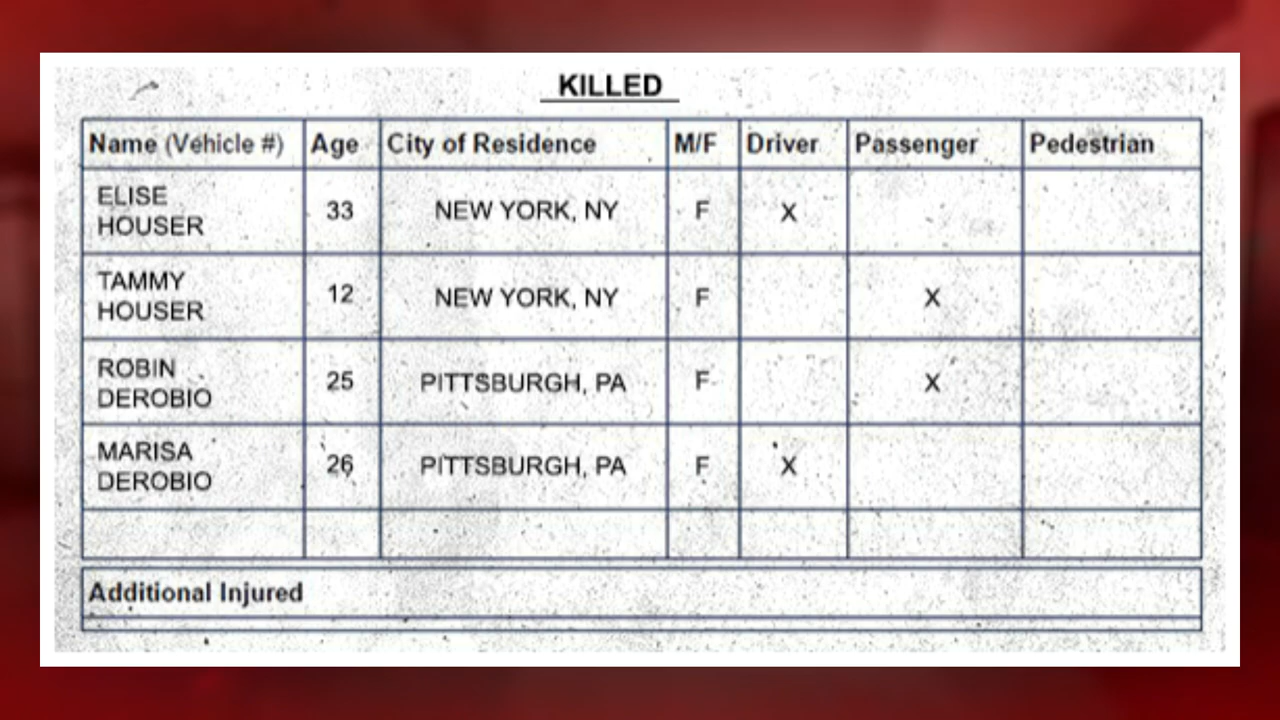 KILLED
Name (Vehicle #) Age City of Residence M/F Driver Passenger Pedestrian
ELISE
HOUSER 33 NEW YORK, NY F X
TAMMY
HOUSER 12 NEW YORK, NY F X
ROBIN
DEROBIO 25 PITTSBURGH, PA F X
MARISA
DEROBIO 26 PITTSBURGH, PA F X
Additional Injured